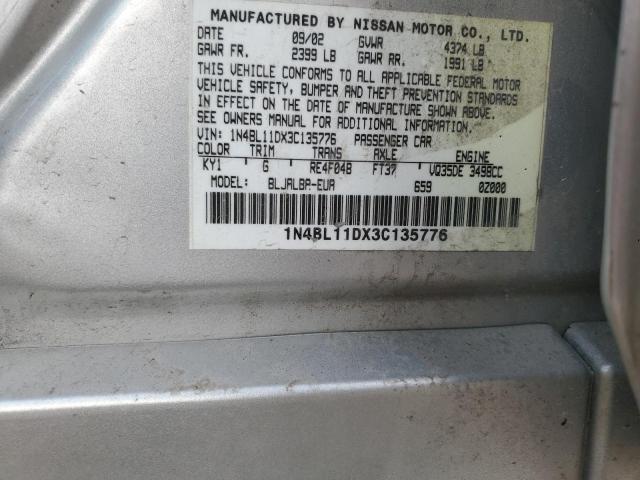 MANUFACTURED BY NISSAN MOTOR CO., LTD.
DATE 09/02 GVWR 4374 LB
GAWR FR. 2399 LB GAWR RR. 1991 LB
THIS VEHICLE CONFORMS TO ALL APPLICABLE FEDERAL MOTOR
VEHICLE SAFETY, BUMPER AND THEFT PREVENTION STANDARDS
IN EFFECT ON THE DATE OF MANUFACTURE SHOWN ABOVE.
SEE OWNERS MANUAL FOR ADDITIONAL INFORMATION.
VIN: 1N4BL11DX3C135776 PASSENGER CAR
COLOR TRIM TRANS AXLE ENGINE
KY1 G RE4F04B FT37 VQ35DE 3498CC
MODEL: BLJALBA-EUA 659 0Z000
1N4BL11DX3C135776